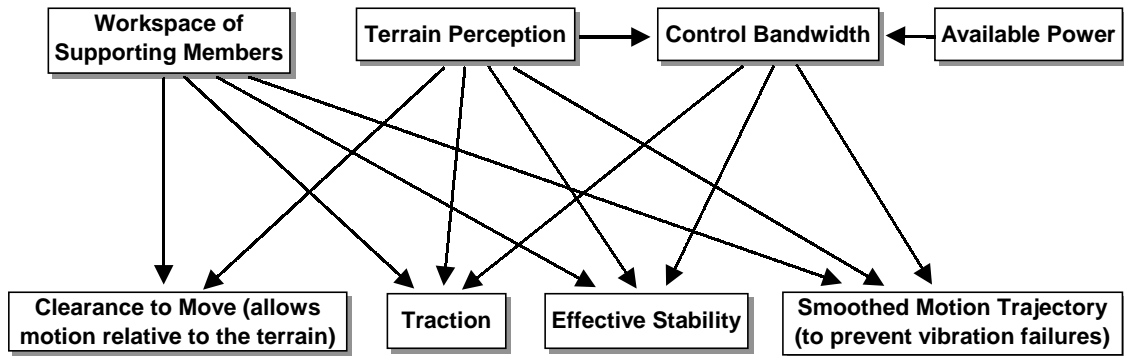 Workspace of
Supporting Members
Terrain Perception
Control Bandwidth
Available Power
Clearance to Move (allows
motion relative to the terrain)
Traction
Effective Stability
Smoothed Motion Trajectory
(to prevent vibration failures)